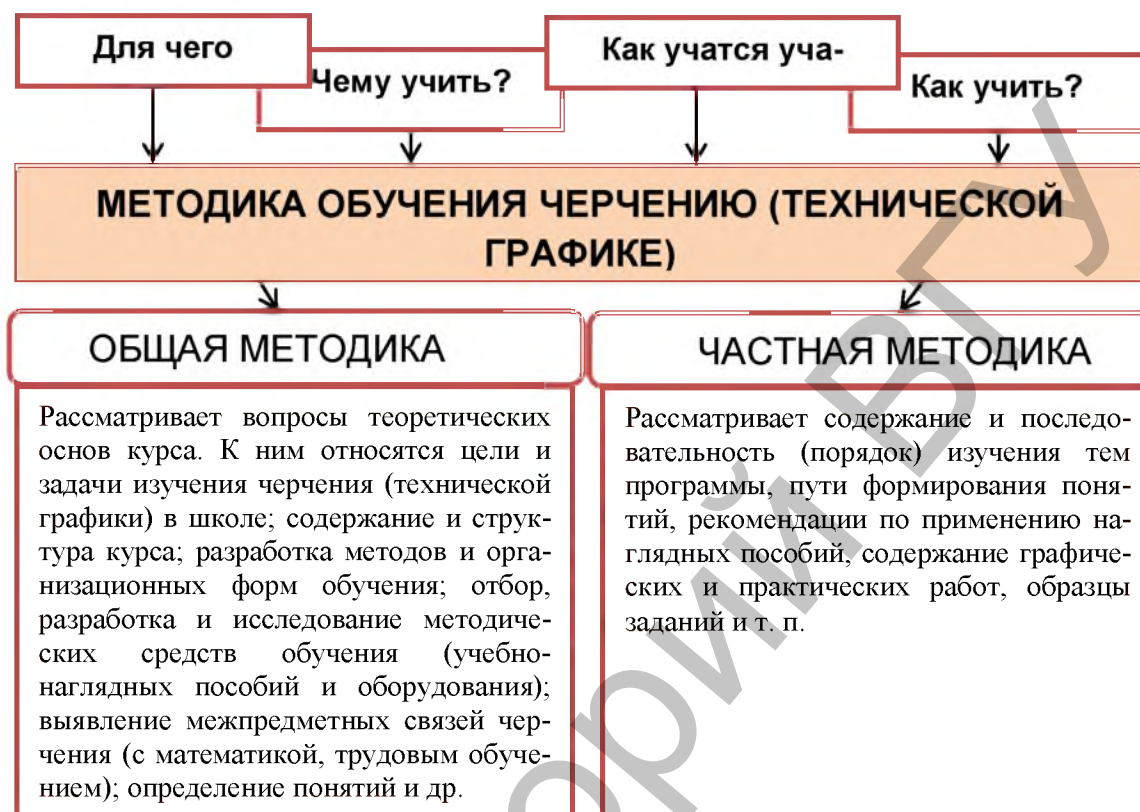 Для чего
Чему учить?
Как учатся уча-
Как учить?
МЕТОДИКА ОБУЧЕНИЯ ЧЕРЧЕНИЮ (ТЕХНИЧЕСКОЙ
ГРАФИКЕ)
ОБЩАЯ МЕТОДИКА
Рассматривает вопросы теоретических
основ курса. К ним относятся цели и
задачи изучения черчения (технической
графики) в школе; содержание и струк-
тура курса; разработка методов и орга-
низационных форм обучения; отбор,
разработка и исследование методиче-
ских средств обучения (учебно-
наглядных пособий и оборудования);
выявление межпредметных связей чер-
чения (с математикой, трудовым обуче-
нием); определение понятий и др.
ЧАСТНАЯ МЕТОДИКА
Рассматривает содержание и последо-
вательность (порядок) изучения тем
программы, пути формирования поня-
тий, рекомендации по применению на-
глядных пособий, содержание графиче-
ских и практических работ, образцы
заданий и т. п.
ВГУ